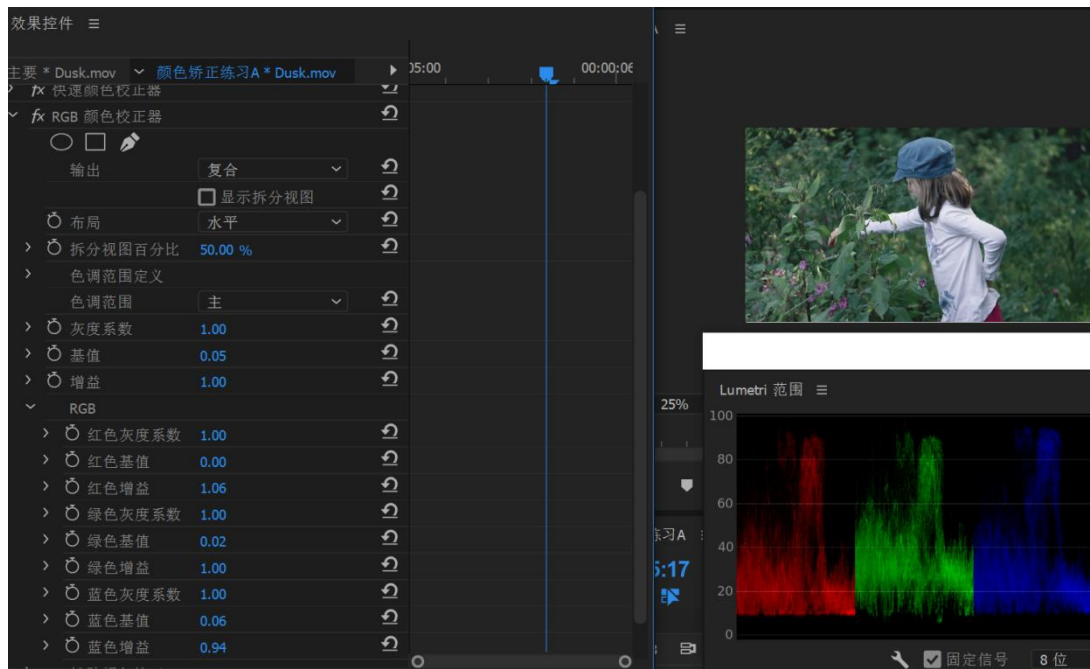 效果控件
主要 * Dusk.mov 颜色矫正练习A * Dusk.mov
05:00 00:00:06
fx 快速颜色校正器
fx RGB 颜色校正器
输出 复合
显示拆分视图
布局 水平
拆分视图百分比 50.00 %
色调范围定义
色调范围 主
灰度系数 1.00
基值 0.05
增益 1.00
RGB
红色灰度系数 1.00
红色基值 0.00
红色增益 1.06
绿色灰度系数 1.00
绿色基值 0.02
绿色增益 1.00
蓝色灰度系数 1.00
蓝色基值 0.06
蓝色增益 0.94
25%
练习A
5:17
Lumetri 范围
100
80
60
40
20
0
固定信号 8 位